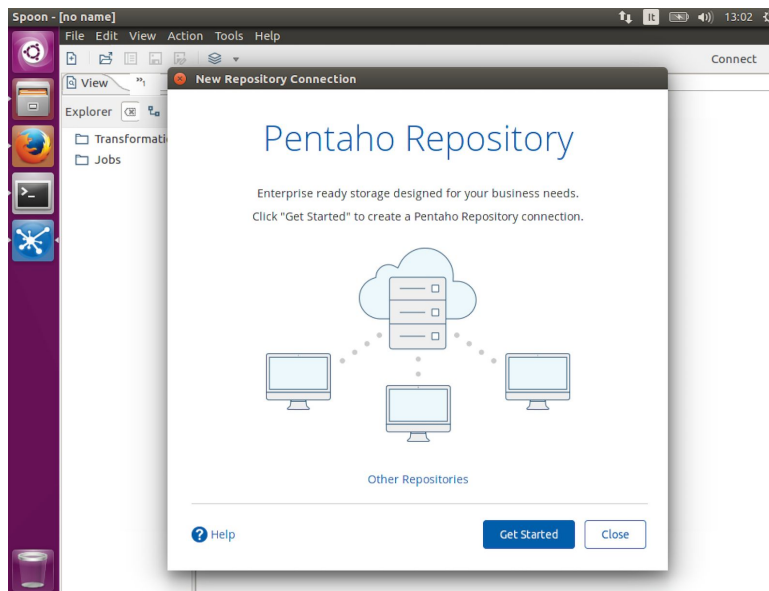 Spoon - [no name]
It
13:02
File Edit View Action Tools Help
Connect
View
Explorer
Transformati
Jobs
New Repository Connection
Pentaho Repository
Enterprise ready storage designed for your business needs.
Click "Get Started" to create a Pentaho Repository connection.
Other Repositories
? Help
Get Started
Close